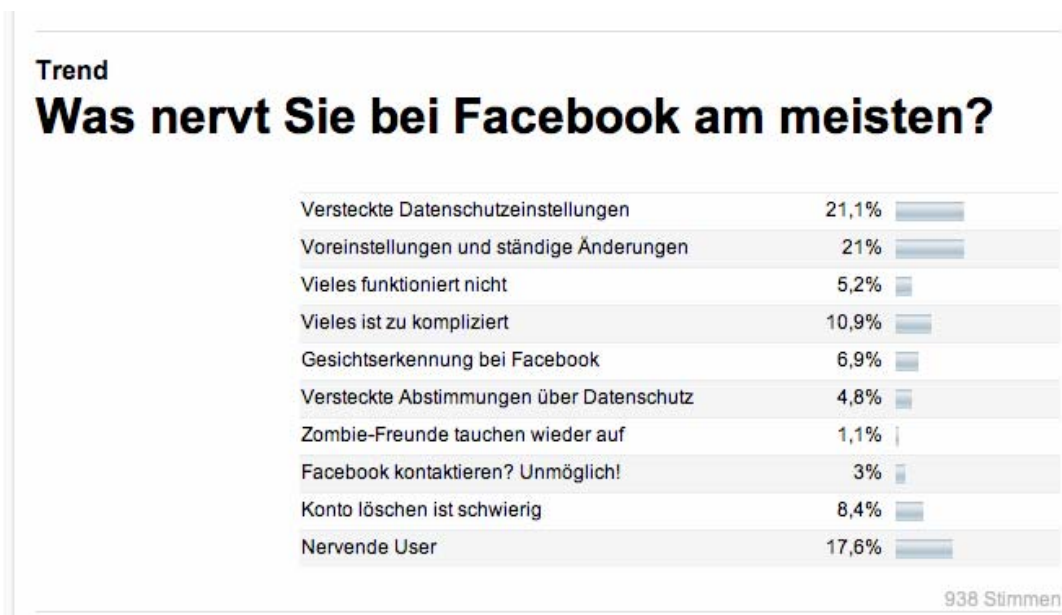 Trend
Was nervt Sie bei Facebook am meisten?
Versteckte Datenschutzeinstellungen 21,1%
Voreinstellungen und ständige Änderungen 21%
Vieles funktioniert nicht 5,2%
Vieles ist zu kompliziert 10,9%
Gesichtserkennung bei Facebook 6,9%
Versteckte Abstimmungen über Datenschutz 4,8%
Zombie-Freunde tauchen wieder auf 1,1%
Facebook kontaktieren? Unmöglich! 3%
Konto löschen ist schwierig 8,4%
Nervende User 17,6%
938 Stimmen